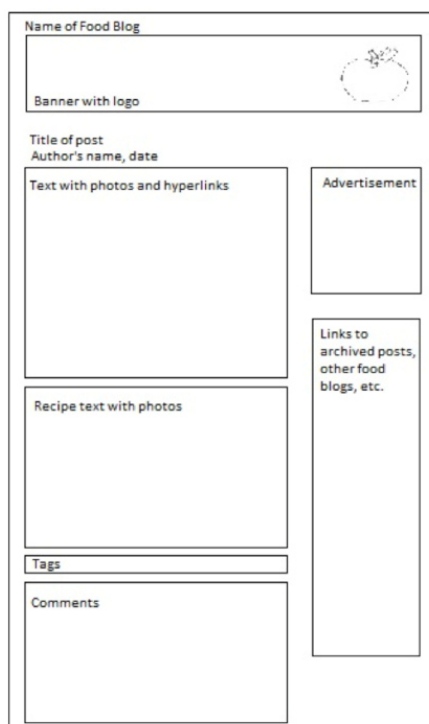 Name of Food Blog
Banner with logo
Title of post
Author's name, date
Text with photos and hyperlinks
Advertisement
Links to
archived posts,
other food
blogs, etc.
Recipe text with photos
Tags
Comments